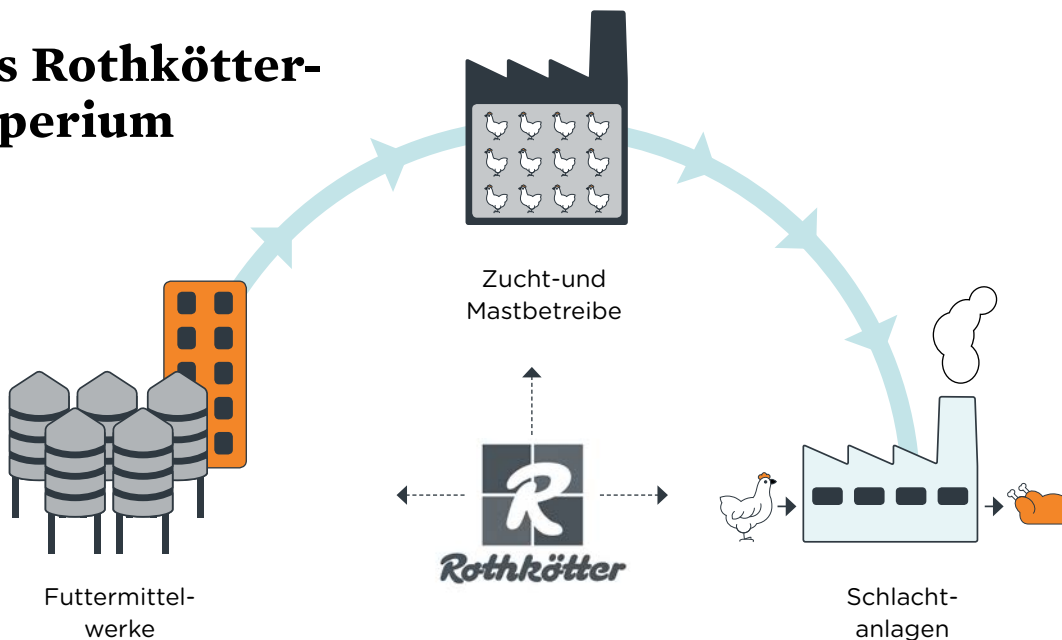 s Rothkötter-
perium
Zucht-und
Mastbetreibe
R
Rothkötter
Futtermittel-
werke
Schlacht-
anlagen